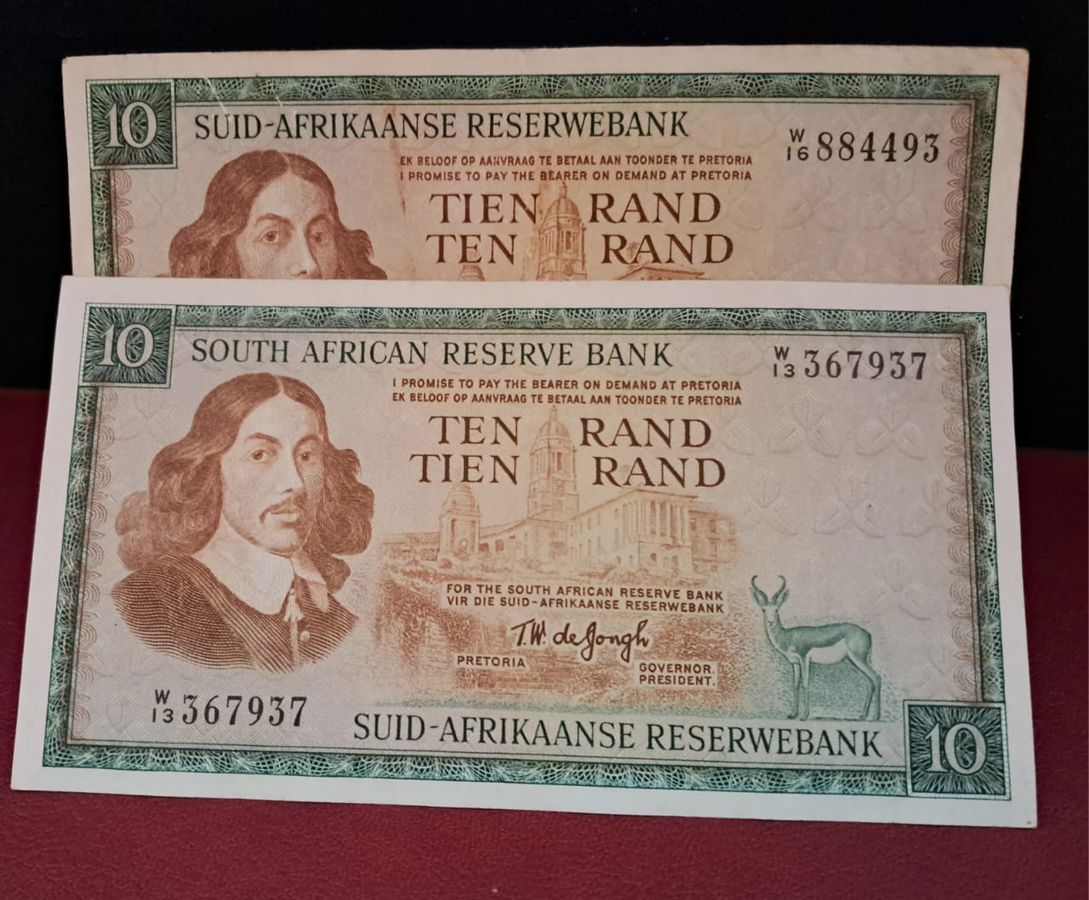 10
SUID-AFRIKAANSE RESERWEBANK
W/16 884493
EK BELOOF OP AANVRAAG TE BETAAL AAN TOONDER TE PRETORIA
I PROMISE TO PAY THE BEARER ON DEMAND AT PRETORIA
TIEN RAND
TEN RAND
10
SOUTH AFRICAN RESERVE BANK
W/13 367937
I PROMISE TO PAY THE BEARER ON DEMAND AT PRETORIA
EK BELOOF OP AANVRAAG TE BETAAL AAN TOONDER TE PRETORIA
TEN RAND
TIEN RAND
FOR THE SOUTH AFRICAN RESERVE BANK
VIR DIE SUID-AFRIKAANSE RESERWEBANK
T.W. de Jongh
PRETORIA
GOVERNOR.
PRESIDENT.
W/13 367937
SUID-AFRIKAANSE RESERWEBANK
10